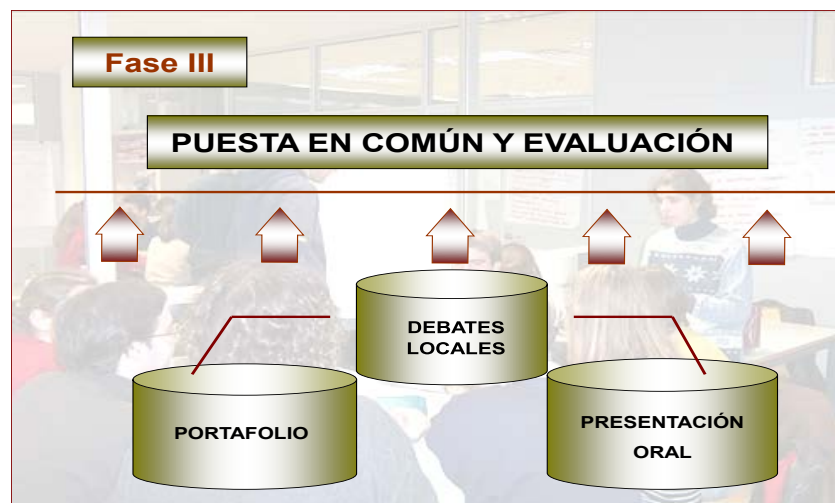 Fase III
PUESTA EN COMÚN Y EVALUACIÓN
DEBATES
LOCALES
PORTAFOLIO
PRESENTACIÓN
ORAL